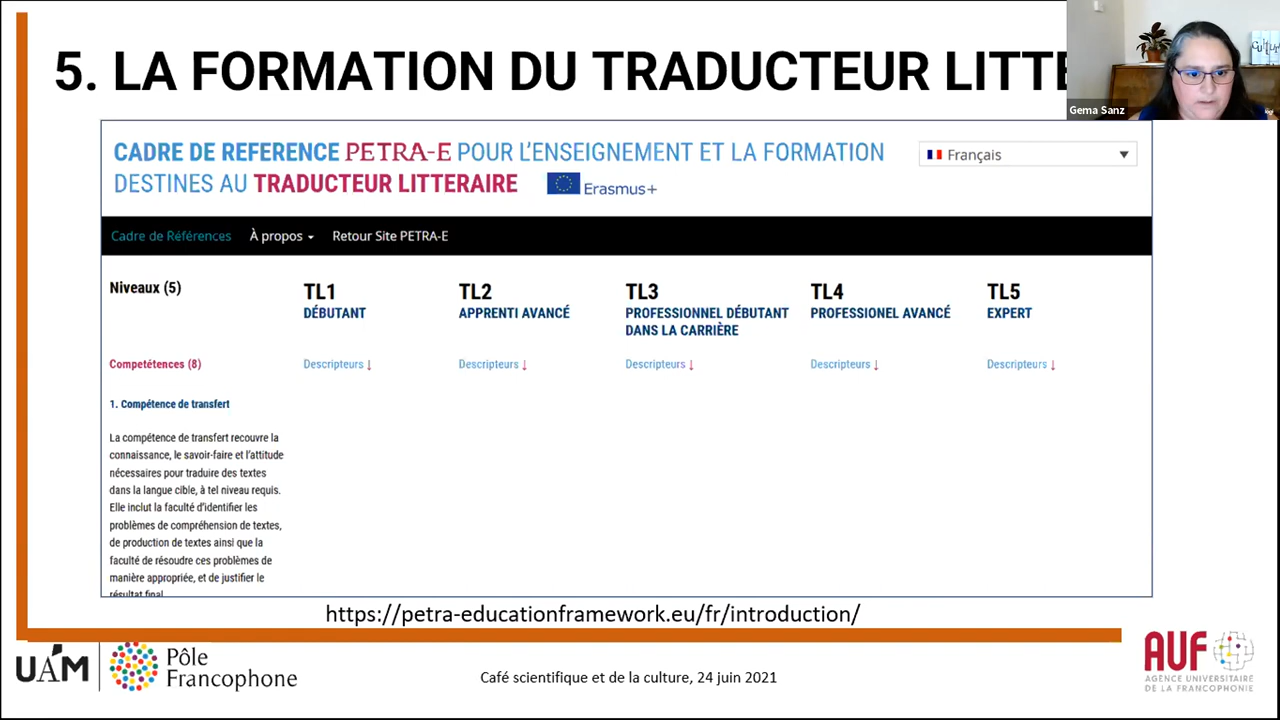 5. LA FORMATION DU TRADUCTEUR LITTE
Gema Sanz
CADRE DE REFERENCE PETRA-E POUR L'ENSEIGNEMENT ET LA FORMATION
DESTINES AU TRADUCTEUR LITTERAIRE
Erasmus+
Français
Cadre de Références À propos Retour Site PETRA-E
Niveaux (5)
TL1
DÉBUTANT
TL2
APPRENTI AVANCÉ
TL3
PROFESSIONNEL DÉBUTANT
DANS LA CARRIÈRE
TL4
PROFESSIONEL AVANCÉ
TL5
EXPERT
Competétences (8)
Descripteurs ↓
Descripteurs ↓
Descripteurs ↓
Descripteurs ↓
Descripteurs ↓
1. Compétence de transfert
La compétence de transfert recouvre la
connaissance, le savoir-faire et l'attitude
nécessaires pour traduire des textes
dans la langue cible, à tel niveau requis.
Elle inclut la faculté d'identifier les
problèmes de compréhension de textes,
de production de textes ainsi que la
faculté de résoudre ces problèmes de
manière appropriée, et de justifier le
résultat final
https://petra-educationframework.eu/fr/introduction/
UAM
Pôle
Francophone
Café scientifique et de la culture, 24 juin 2021
AUF
AGENCE UNIVERSITAIRE
DE LA FRANCOPHONIE